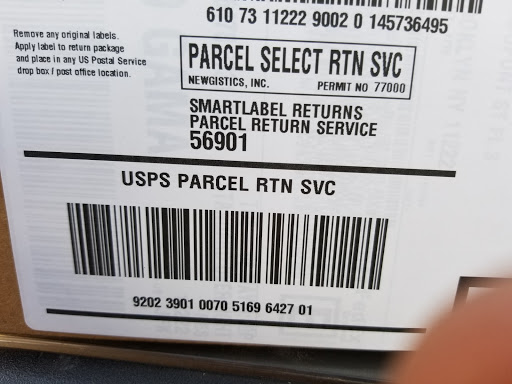 610 73 11222 9002 0 145736495
Remove any original labels.
Apply label to return package
and place in any US Postal Service
drop box / post office location.
PARCEL SELECT RTN SVC
NEWGISTICS, INC. PERMIT NO 77000
SMARTLABEL RETURNS
PARCEL RETURN SERVICE
56901
USPS PARCEL RTN SVC
9202 3901 0070 5169 6427 01